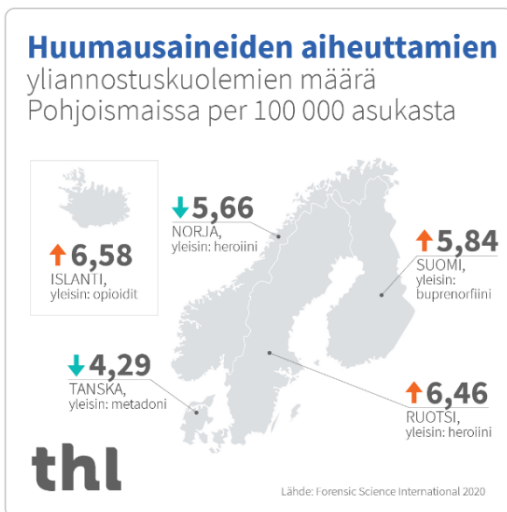 Huumausaineiden aiheuttamien
yliannostuskuolemien määrä
Pohjoismaissa per 100 000 asukasta
5,66
NORJA,
yleisin: heroiini
6,58
ISLANTI,
yleisin: opioidit
5,84
SUOMI,
yleisin:
buprenorfiini
4,29
TANSKA,
yleisin: metadoni
6,46
RUOTSI,
yleisin: heroiini
thl
Lähde: Forensic Science International 2020